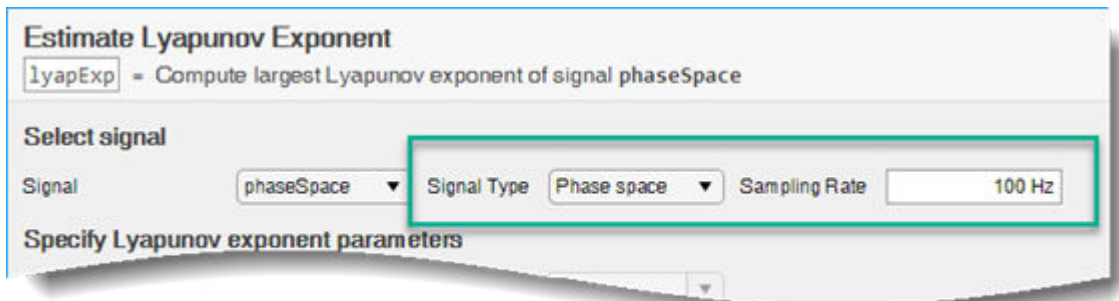 Estimate Lyapunov Exponent
lyapExp = Compute largest Lyapunov exponent of signal phaseSpace
Select signal
Signal phaseSpace Signal Type Phase space Sampling Rate 100 Hz
Specify Lyapunov exponent parameters